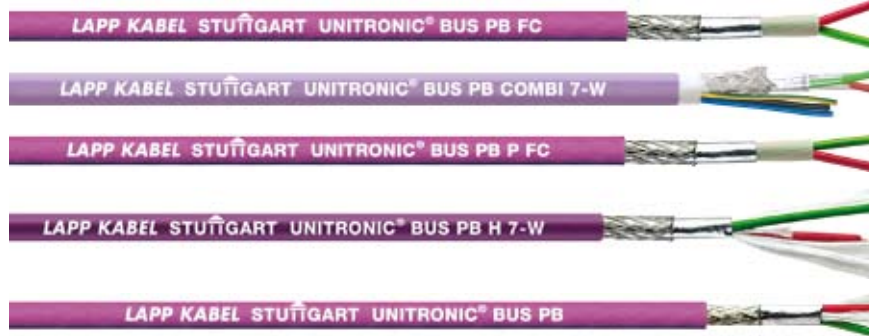 LAPP KABEL STUTTGART UNITRONIC® BUS PB FC
LAPP KABEL STUTTGART UNITRONIC® BUS PB COMBI 7-W
LAPP KABEL STUTTGART UNITRONIC® BUS PB P FC
LAPP KABEL STUTTGART UNITRONIC® BUS PB H 7-W
LAPP KABEL STUTTGART UNITRONIC® BUS PB